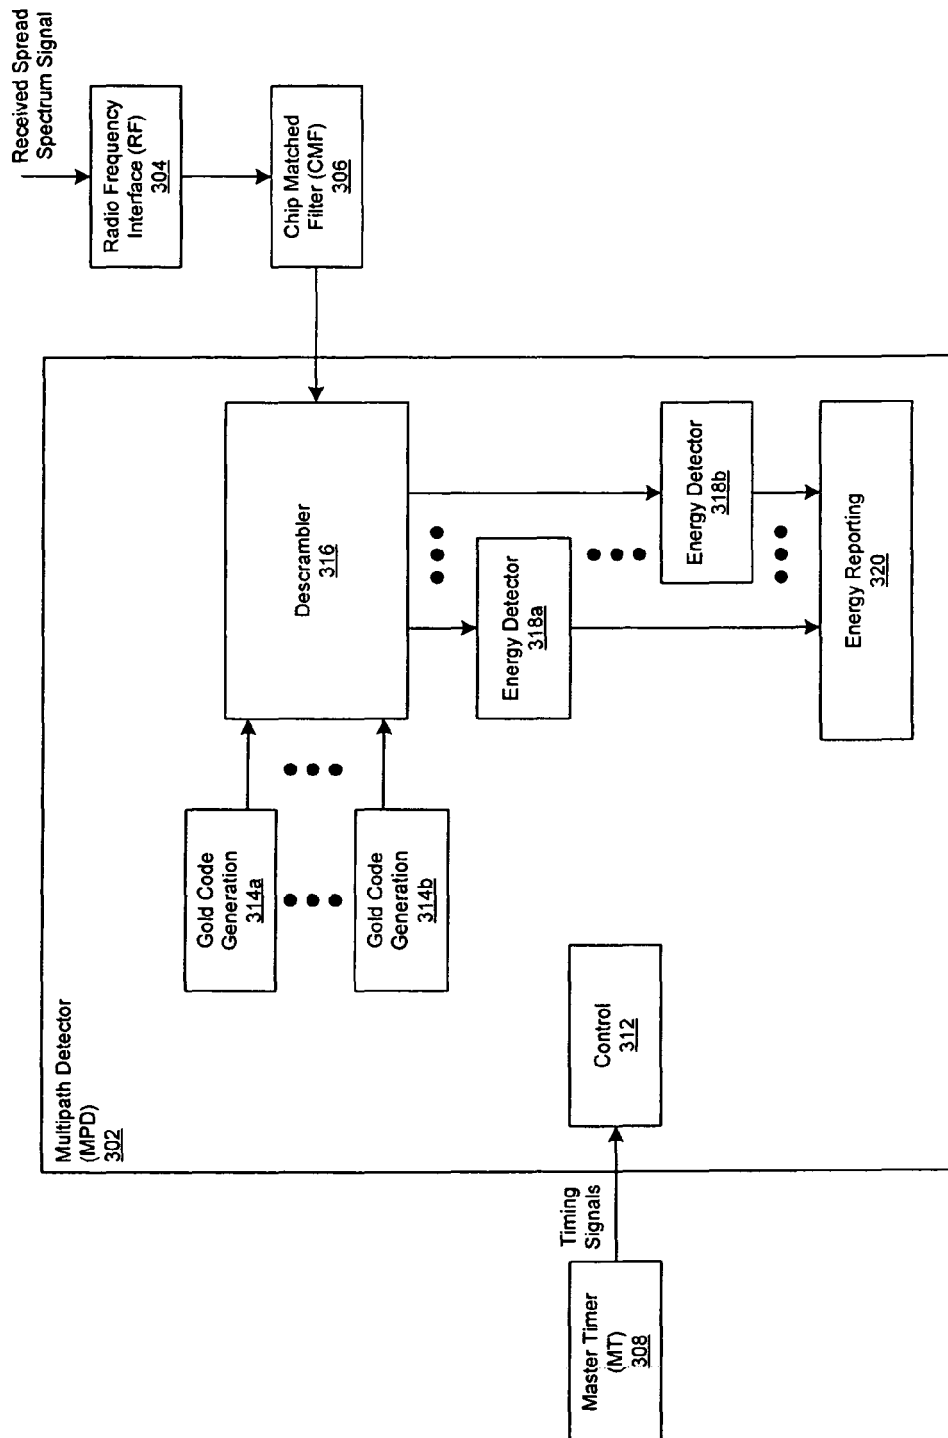 Received Spread
Spectrum Signal
Radio Frequency
Interface (RF)
304
Chip Matched
Filter (CMF)
306
Multipath Detector
(MPD)
302
Gold Code
Generation
314a
Gold Code
Generation
314b
Descrambler
316
Energy Detector
318a
Energy Detector
318b
Energy Reporting
320
Control
312
Timing
Signals
Master Timer
(MT)
308